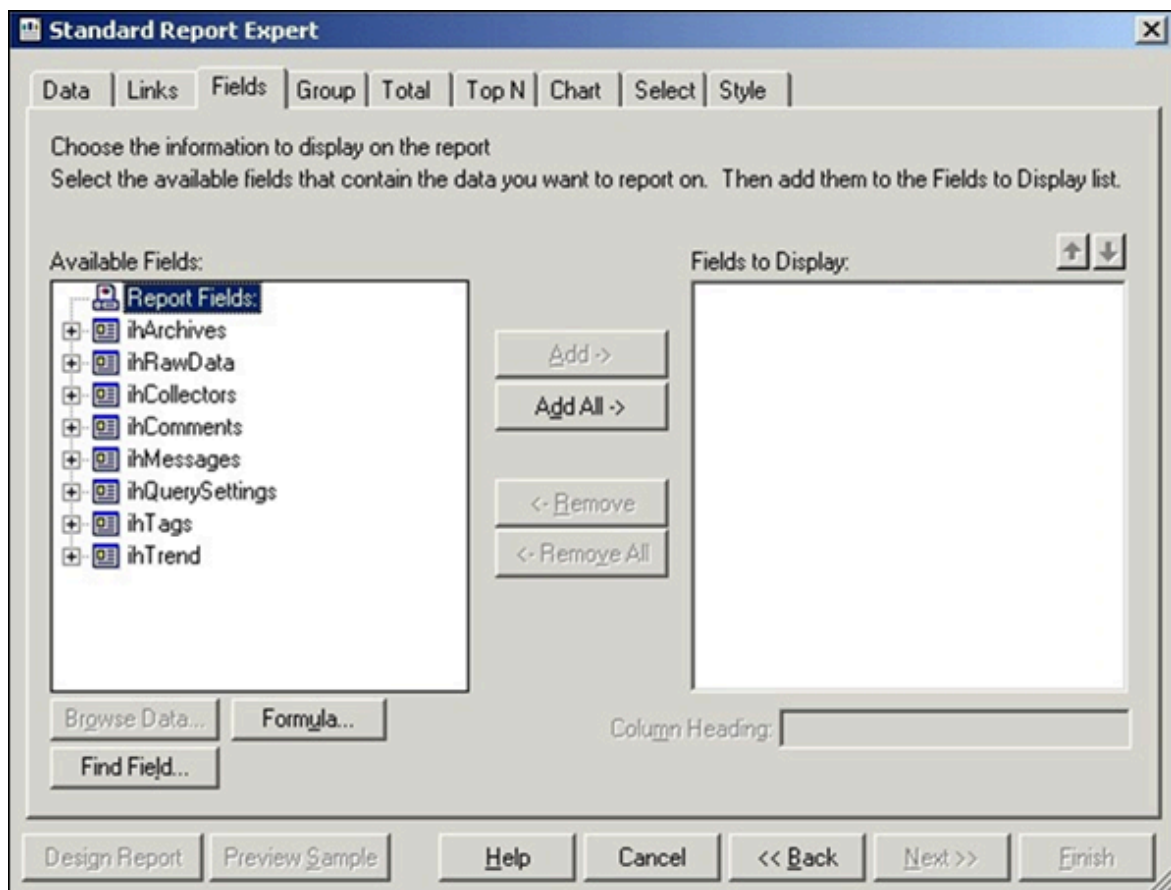 Standard Report Expert
Data Links Fields Group Total Top N Chart Select Style
Choose the information to display on the report
Select the available fields that contain the data you want to report on. Then add them to the Fields to Display list.
Available Fields:
Fields to Display:
Report Fields:
ihArchives
ihRawData
ihCollectors
ihComments
ihMessages
ihQuerySettings
ihTags
ihTrend
Add ->
Add All ->
<- Remove
<- Remove All
Browse Data... Formula...
Find Field...
Column Heading:
Design Report Preview Sample Help Cancel << Back Next >> Finish